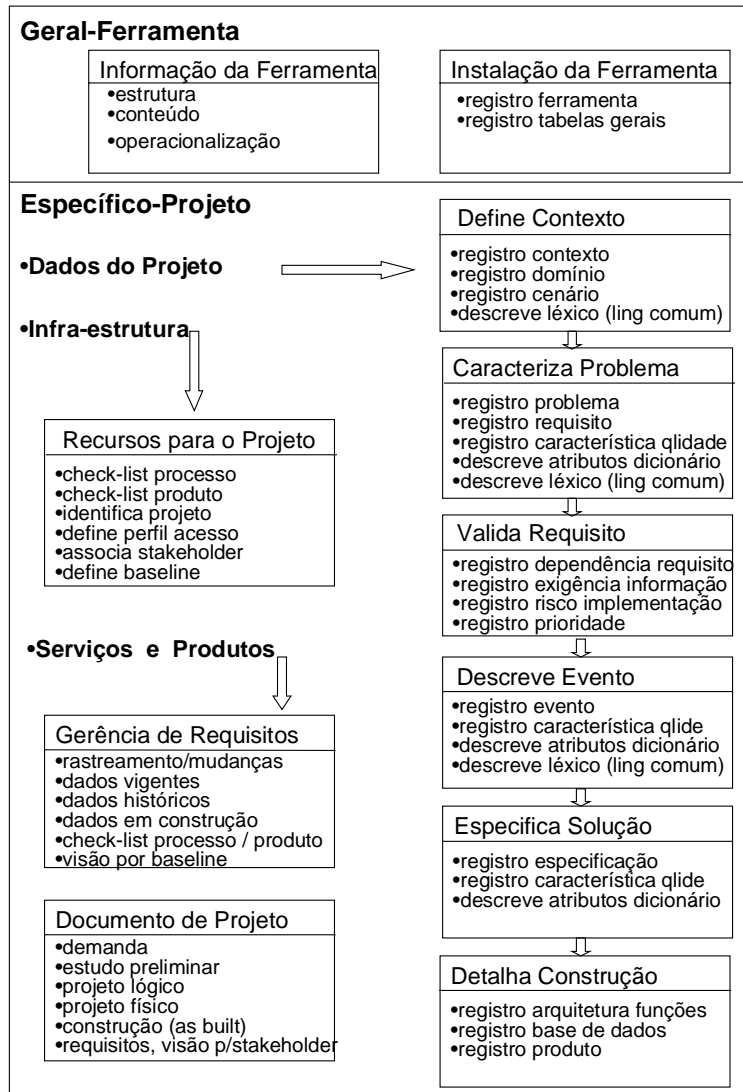 Geral-Ferramenta
Informação da Ferramenta
•estrutura
•conteúdo
•operacionalização
Instalação da Ferramenta
•registro ferramenta
•registro tabelas gerais
Específico-Projeto
•Dados do Projeto
•Infra-estrutura
Recursos para o Projeto
•check-list processo
•check-list produto
•identifica projeto
•define perfil acesso
•associa stakeholder
•define baseline
•Serviços e Produtos
Gerência de Requisitos
•rastreamento/mudanças
•dados vigentes
•dados históricos
•dados em construção
•check-list processo / produto
•visão por baseline
Documento de Projeto
•demanda
•estudo preliminar
•projeto lógico
•projeto físico
•construção (as built)
•requisitos, visão p/stakeholder
Define Contexto
•registro contexto
•registro domínio
•registro cenário
•descreve léxico (ling comum)
Caracteriza Problema
•registro problema
•registro requisito
•registro característica qlidade
•descreve atributos dicionário
•descreve léxico (ling comum)
Valida Requisito
•registro dependência requisito
•registro exigência informação
•registro risco implementação
•registro prioridade
Descreve Evento
•registro evento
•registro característica qlide
•descreve atributos dicionário
•descreve léxico (ling comum)
Especifica Solução
•registro especificação
•registro característica qlide
•descreve atributos dicionário
Detalha Construção
•registro arquitetura funções
•registro base de dados
•registro produto